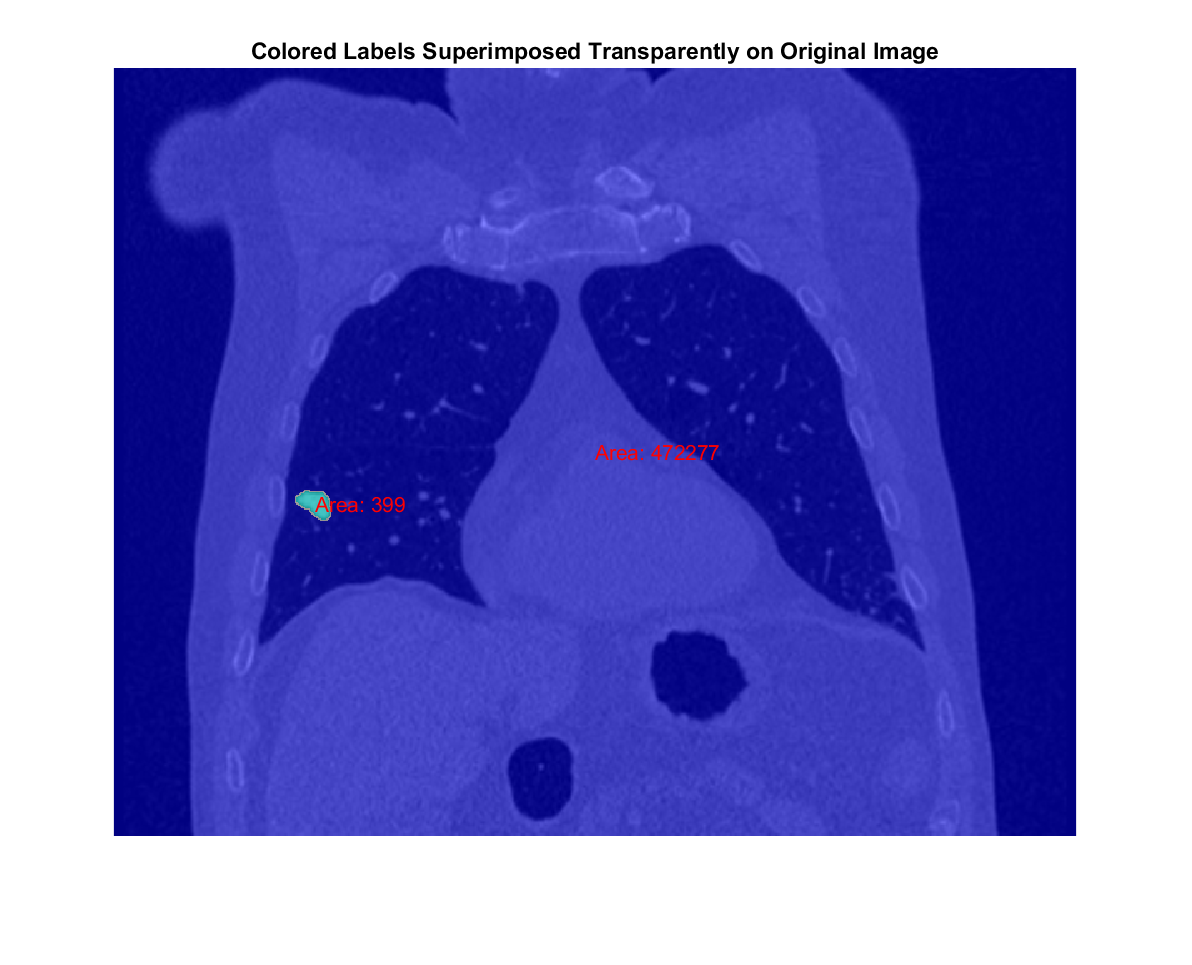 Colored Labels Superimposed Transparently on Original Image
Area: 472277
Area: 399